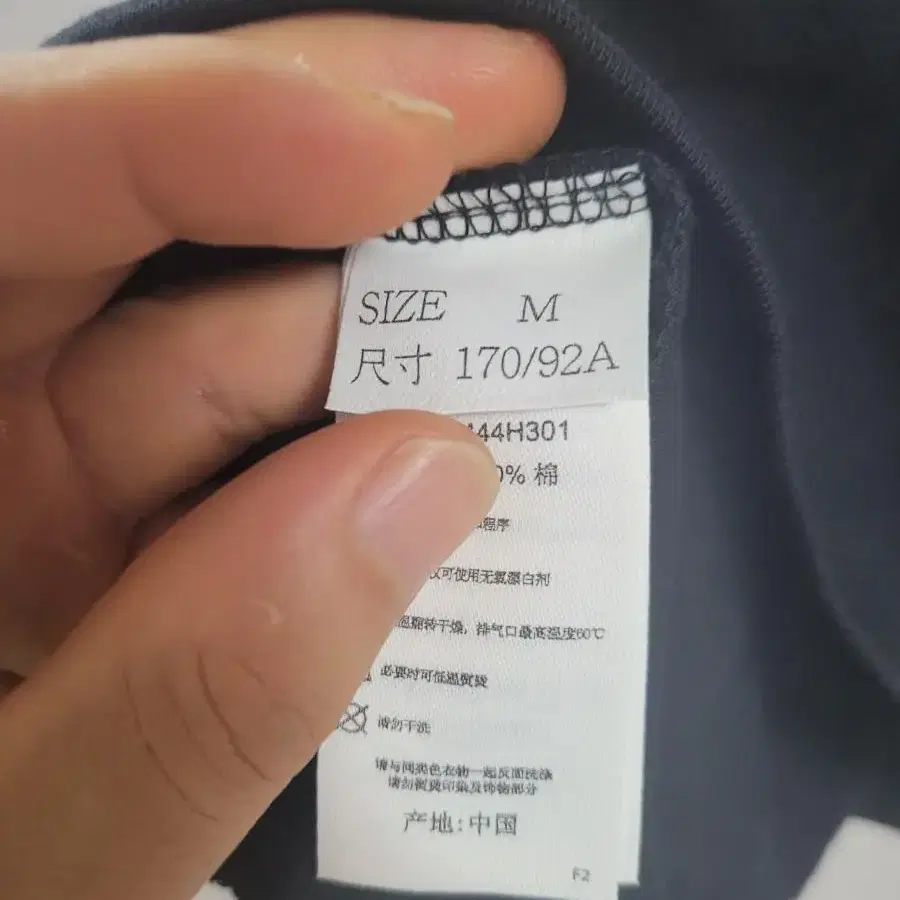 SIZE M
尺寸 170/92A
44H301
0% 棉
程序
仅可使用无氯漂白剂
温翻转干燥，排气口最高温度60℃
必要时可低温熨烫
请勿干洗
请与同类色衣物一起反面洗涤
请勿熨烫印染及饰物部分
产地:中国
F2